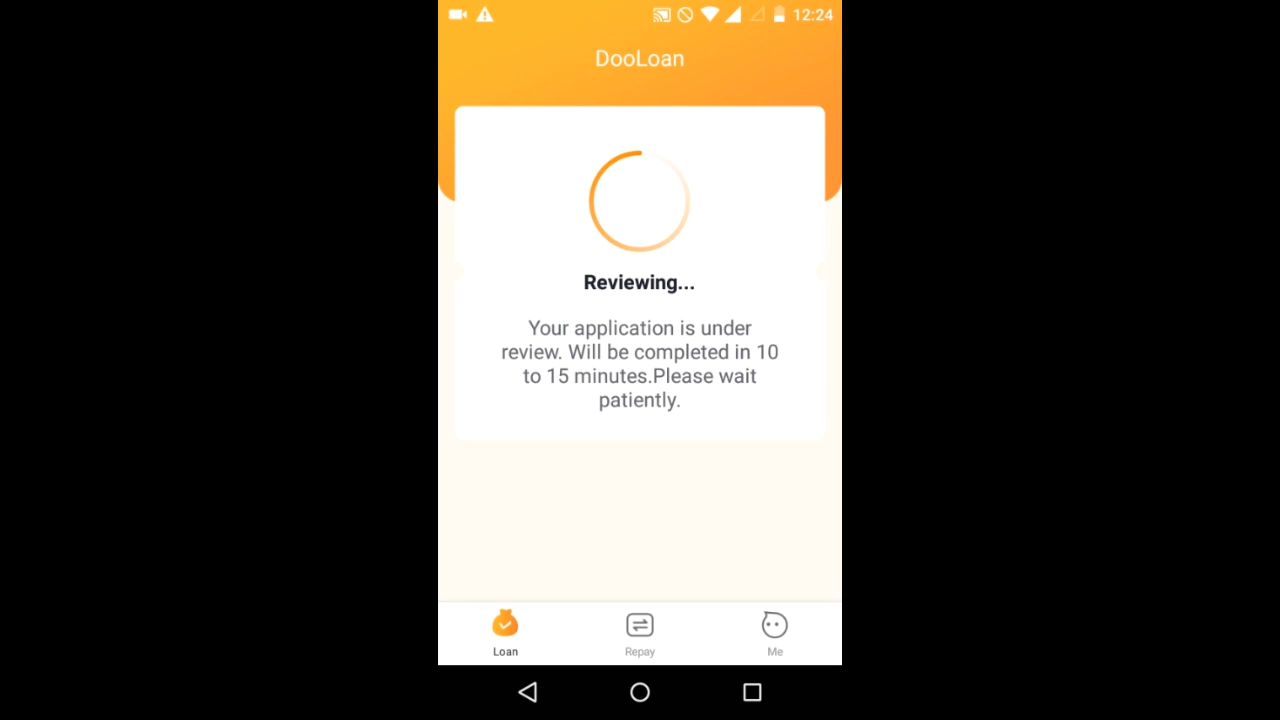 12:24
DooLoan
Reviewing...
Your application is under
review. Will be completed in 10
to 15 minutes.Please wait
patiently.
Loan
Repay
Me